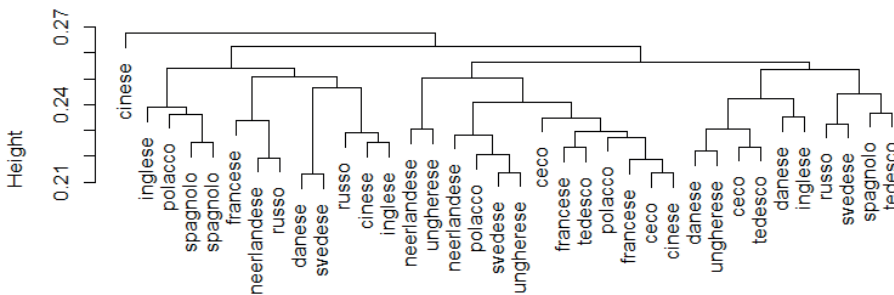 Height
0.27
0.24
0.21
cinese
inglese
polacco
spagnolo
spagnolo
francese
neerlandese
russo
danese
svedese
russo
cinese
inglese
neerlandese
ungherese
neerlandese
polacco
svedese
ungherese
ceco
francese
tedesco
polacco
francese
ceco
cinese
danese
ungherese
ceco
tedesco
danese
inglese
russo
svedese
spagnolo
tedesco